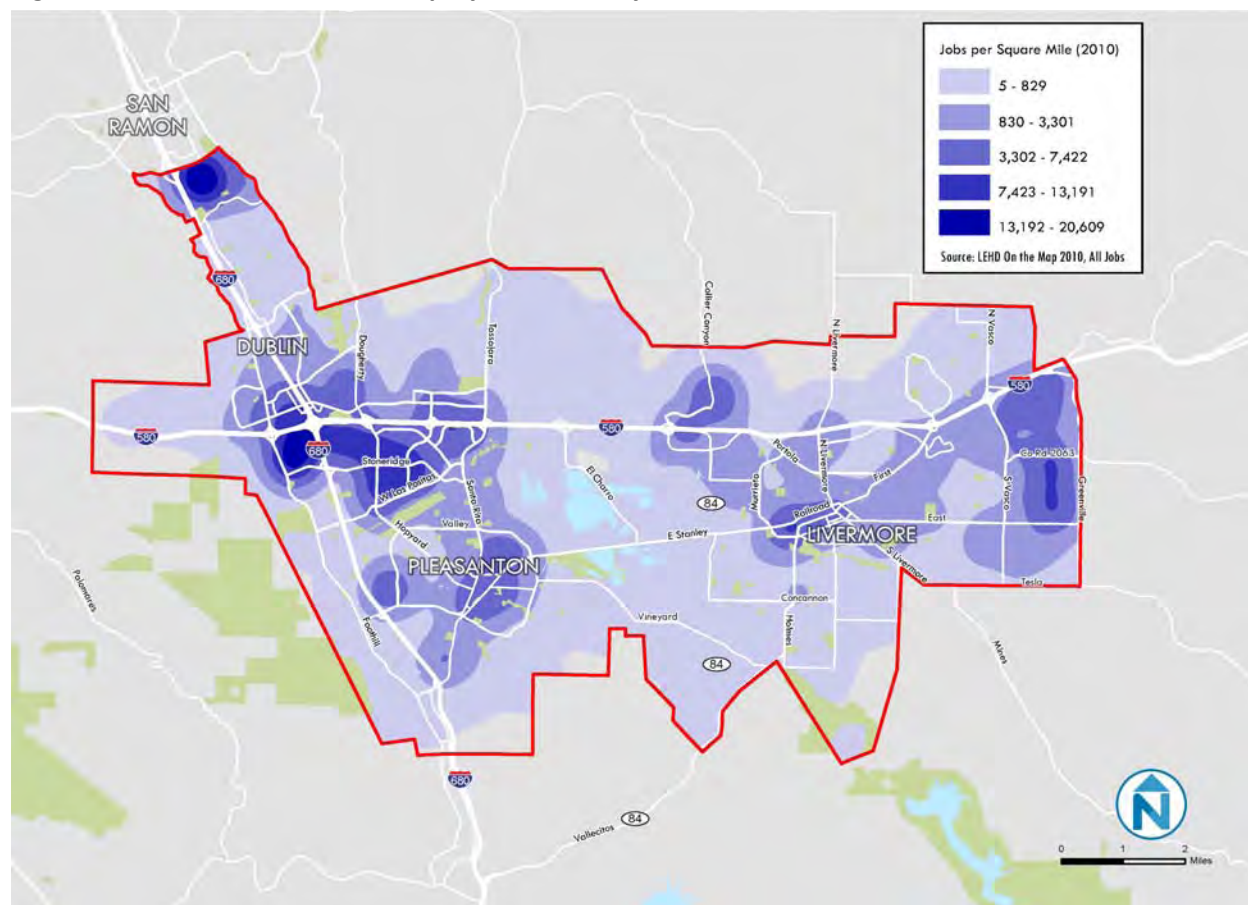 Jobs per Square Mile (2010)
5 - 829
830 - 3,301
3,302 - 7,422
7,423 - 13,191
13,192 - 20,609
Source: LEHD On the Map 2010, All Jobs
SAN
RAMON
680
DUBLIN
Dougherty
Tassajara
Collier Canyon
N Livermore
N Vasco
580
580
580
680
Stoneridge
W Las Positas
Santa Rita
El Charro
Portola
N Livermore
First
Co Rd 2063
S Vasco
Greenville
84
Murrieta
Railroad
East
Hopyard
Valley
E Stanley
LIVERMORE
S Livermore
PLEASANTON
Tesla
Concannon
Palomares
Foothill
Vineyard
Holmes
84
Mines
680
84
Vallecitos
N
0 1 2
Miles